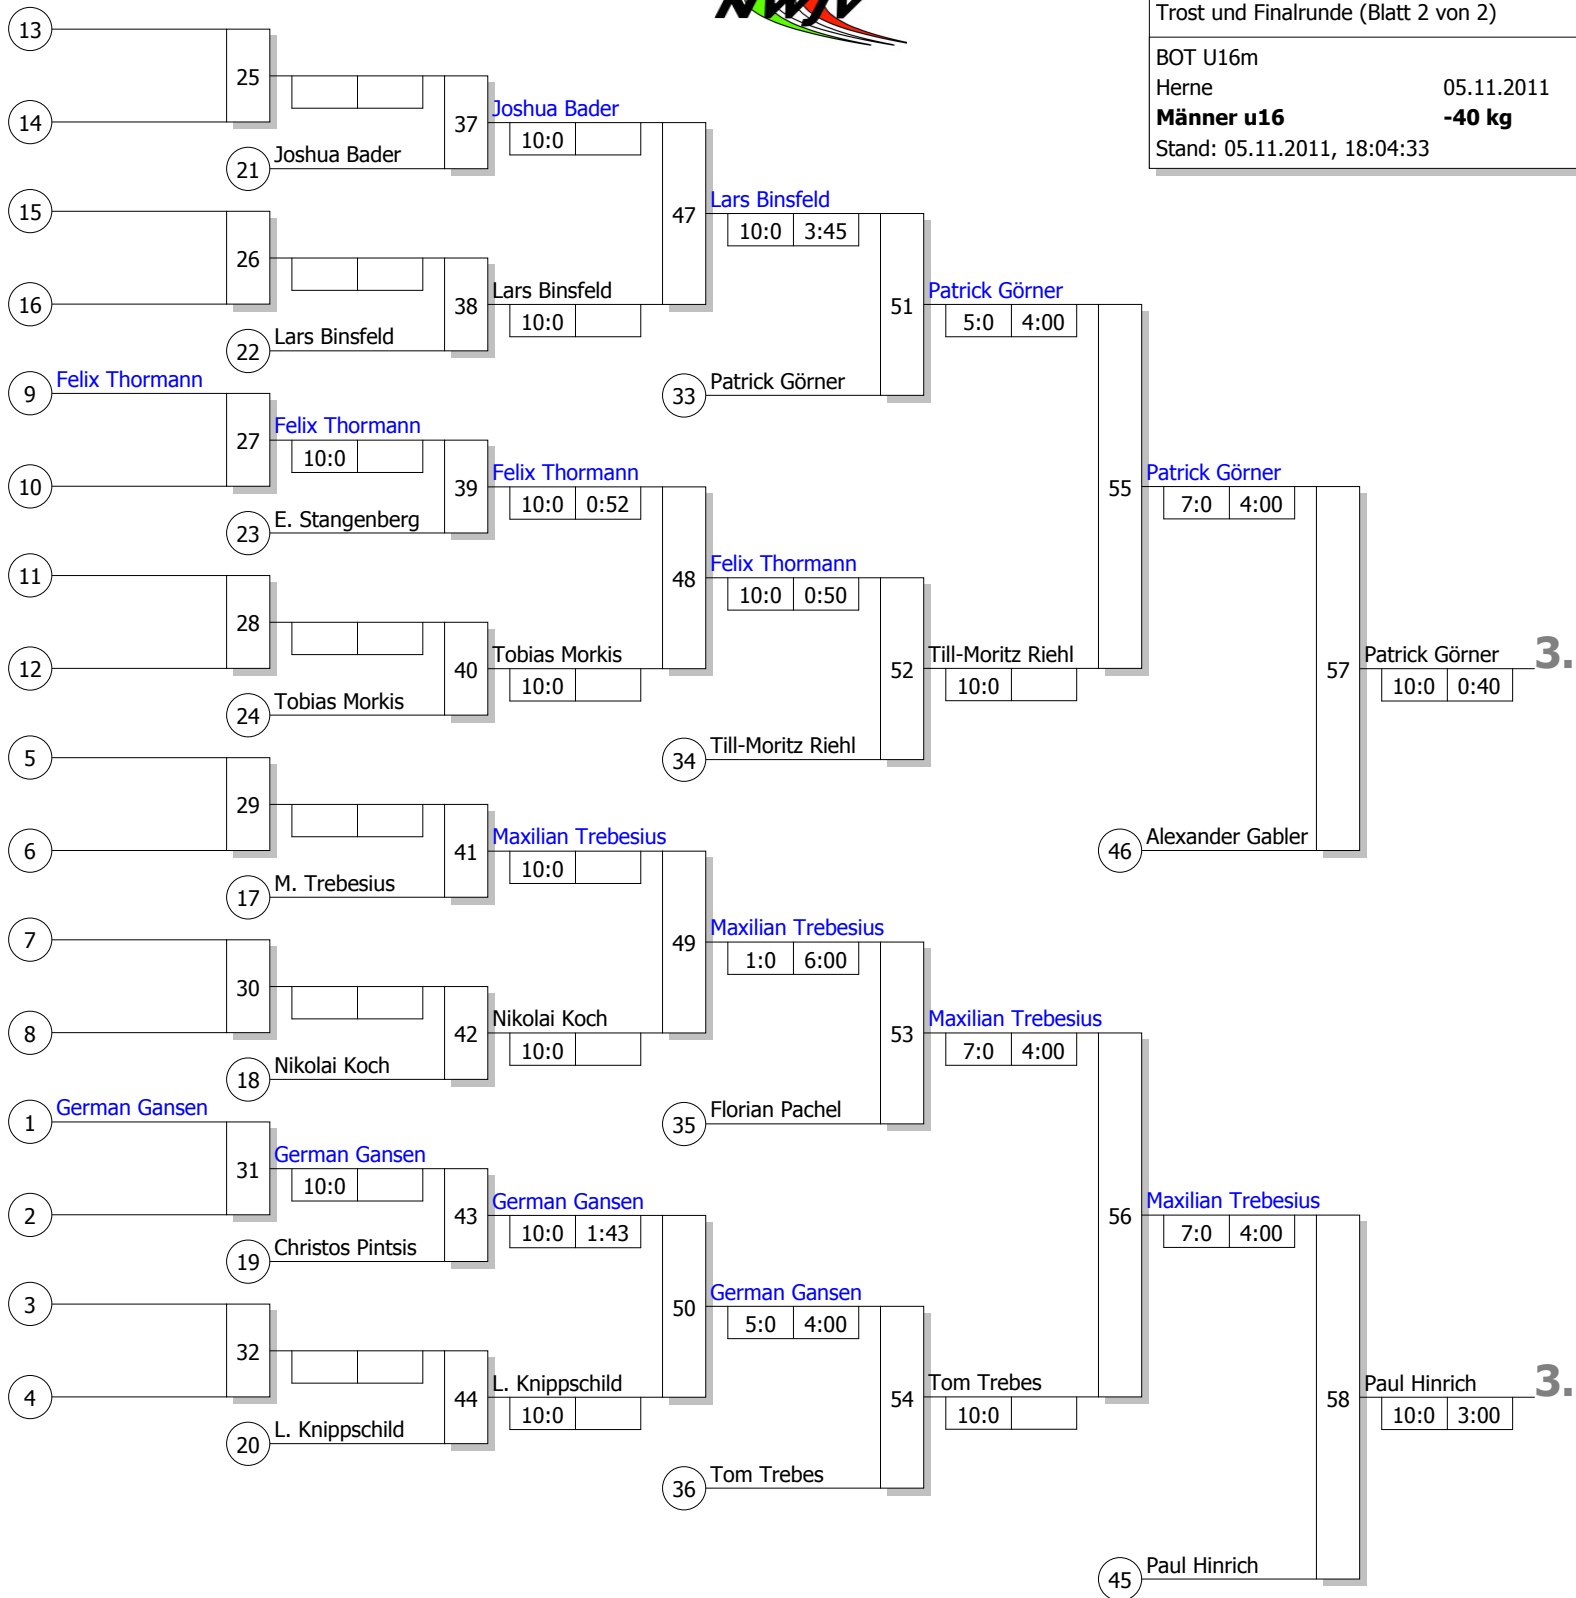 Trost und Finalrunde (Blatt 2 von 2)
BOT U16m
Herne 05.11.2011
Männer u16 -40 kg
Stand: 05.11.2011, 18:04:33
nwjv
13
25
14
37
Joshua Bader
10:0
21 Joshua Bader
15
47
Lars Binsfeld
10:0 3:45
26
16
38
Lars Binsfeld
10:0
22 Lars Binsfeld
51
Patrick Görner
5:0 4:00
33 Patrick Görner
9 Felix Thormann
27
Felix Thormann
10:0
10
39
Felix Thormann
10:0 0:52
23 E. Stangenberg
55
Patrick Görner
7:0 4:00
11
48
Felix Thormann
10:0 0:50
28
12
40
Tobias Morkis
10:0
24 Tobias Morkis
52
Till-Moritz Riehl
10:0
34 Till-Moritz Riehl
57
Patrick Görner 3.
10:0 0:40
5
29
6
41
Maxilian Trebesius
10:0
17 M. Trebesius
46 Alexander Gabler
7
49
Maxilian Trebesius
1:0 6:00
30
8
42
Nikolai Koch
10:0
18 Nikolai Koch
53
Maxilian Trebesius
7:0 4:00
35 Florian Pachel
1 German Gansen
31
German Gansen
10:0
2
43
German Gansen
10:0 1:43
19 Christos Pintsis
56
Maxilian Trebesius
7:0 4:00
3
50
German Gansen
5:0 4:00
32
4
44
L. Knippschild
10:0
20 L. Knippschild
54
Tom Trebes
10:0
36 Tom Trebes
58
Paul Hinrich 3.
10:0 3:00
45 Paul Hinrich